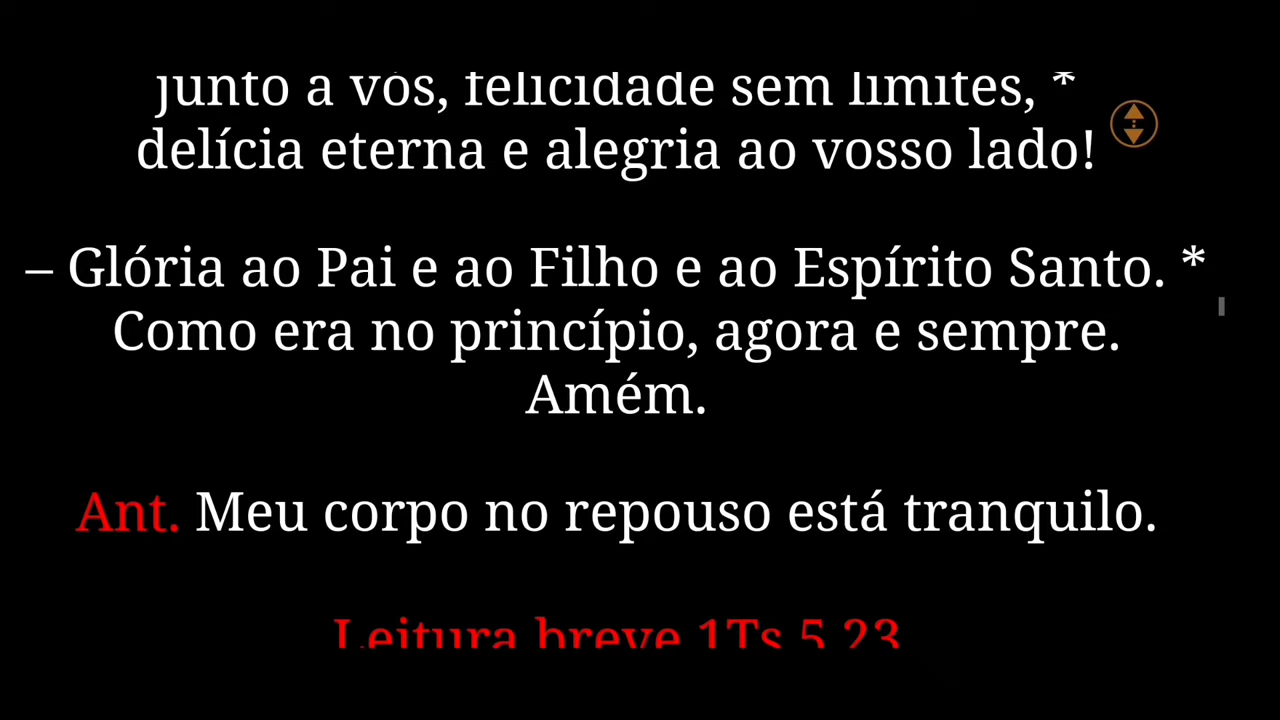 junto a vós, felicidade sem limites, *
delícia eterna e alegria ao vosso lado!
– Glória ao Pai e ao Filho e ao Espírito Santo. *
Como era no princípio, agora e sempre.
Amém.
Ant. Meu corpo no repouso está tranquilo.
Leitura breve 1Ts 5,23